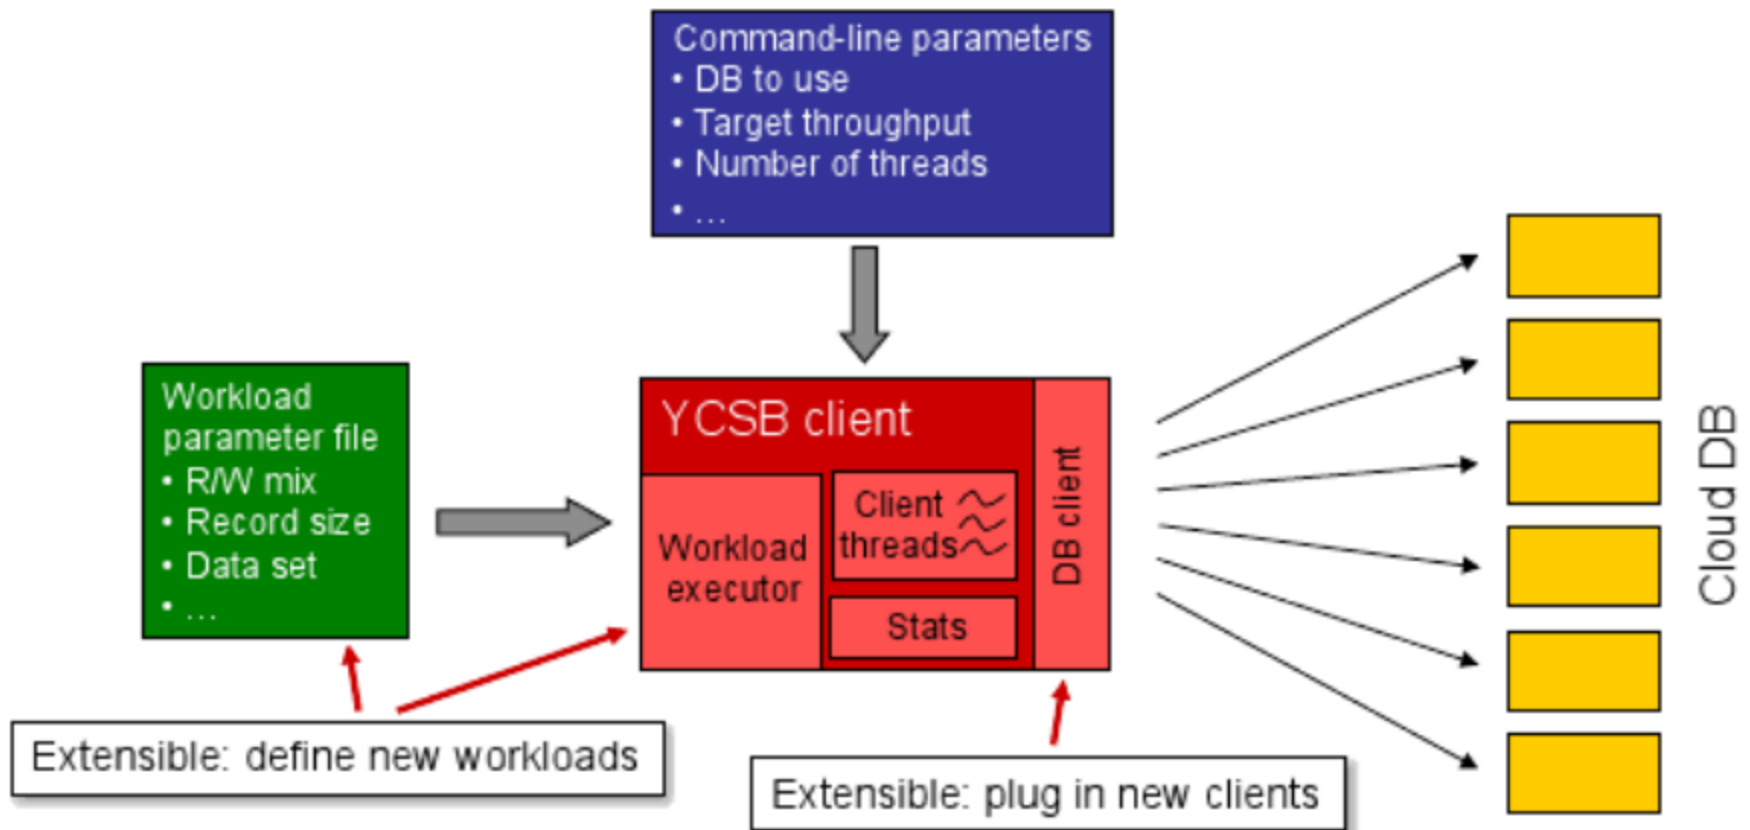 Command-line parameters
• DB to use
• Target throughput
• Number of threads
• ...
Workload
parameter file
• R/W mix
• Record size
• Data set
• ...
YCSB client
Workload
executor
Client
threads
Stats
DB client
Cloud DB
Extensible: define new workloads
Extensible: plug in new clients